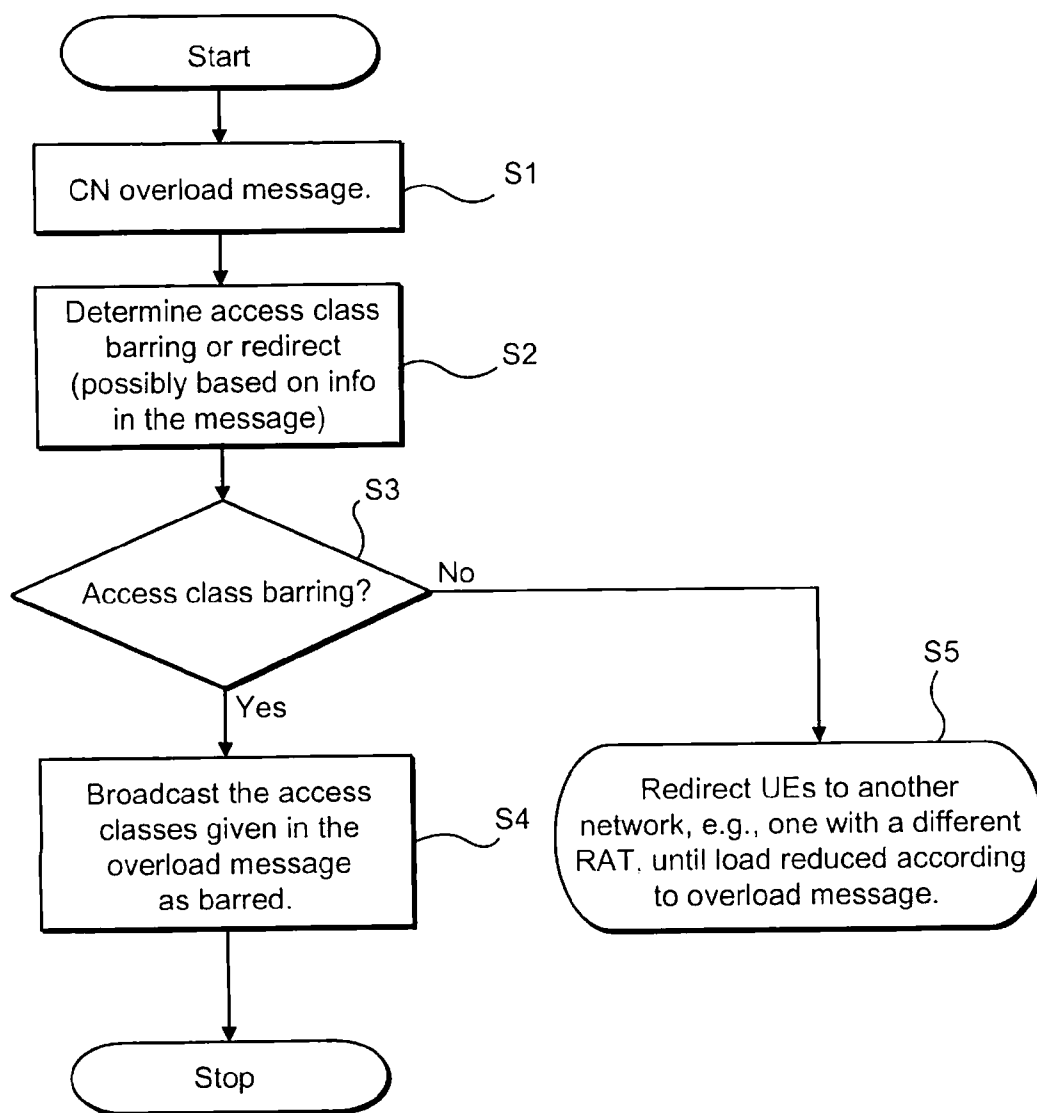 Start
CN overload message.
S1
Determine access class
barring or redirect
(possibly based on info
in the message)
S2
S3
Access class barring?
No
Yes
S5
Broadcast the access
classes given in the
overload message
as barred.
S4
Redirect UEs to another
network, e.g., one with a different
RAT, until load reduced according
to overload message.
Stop